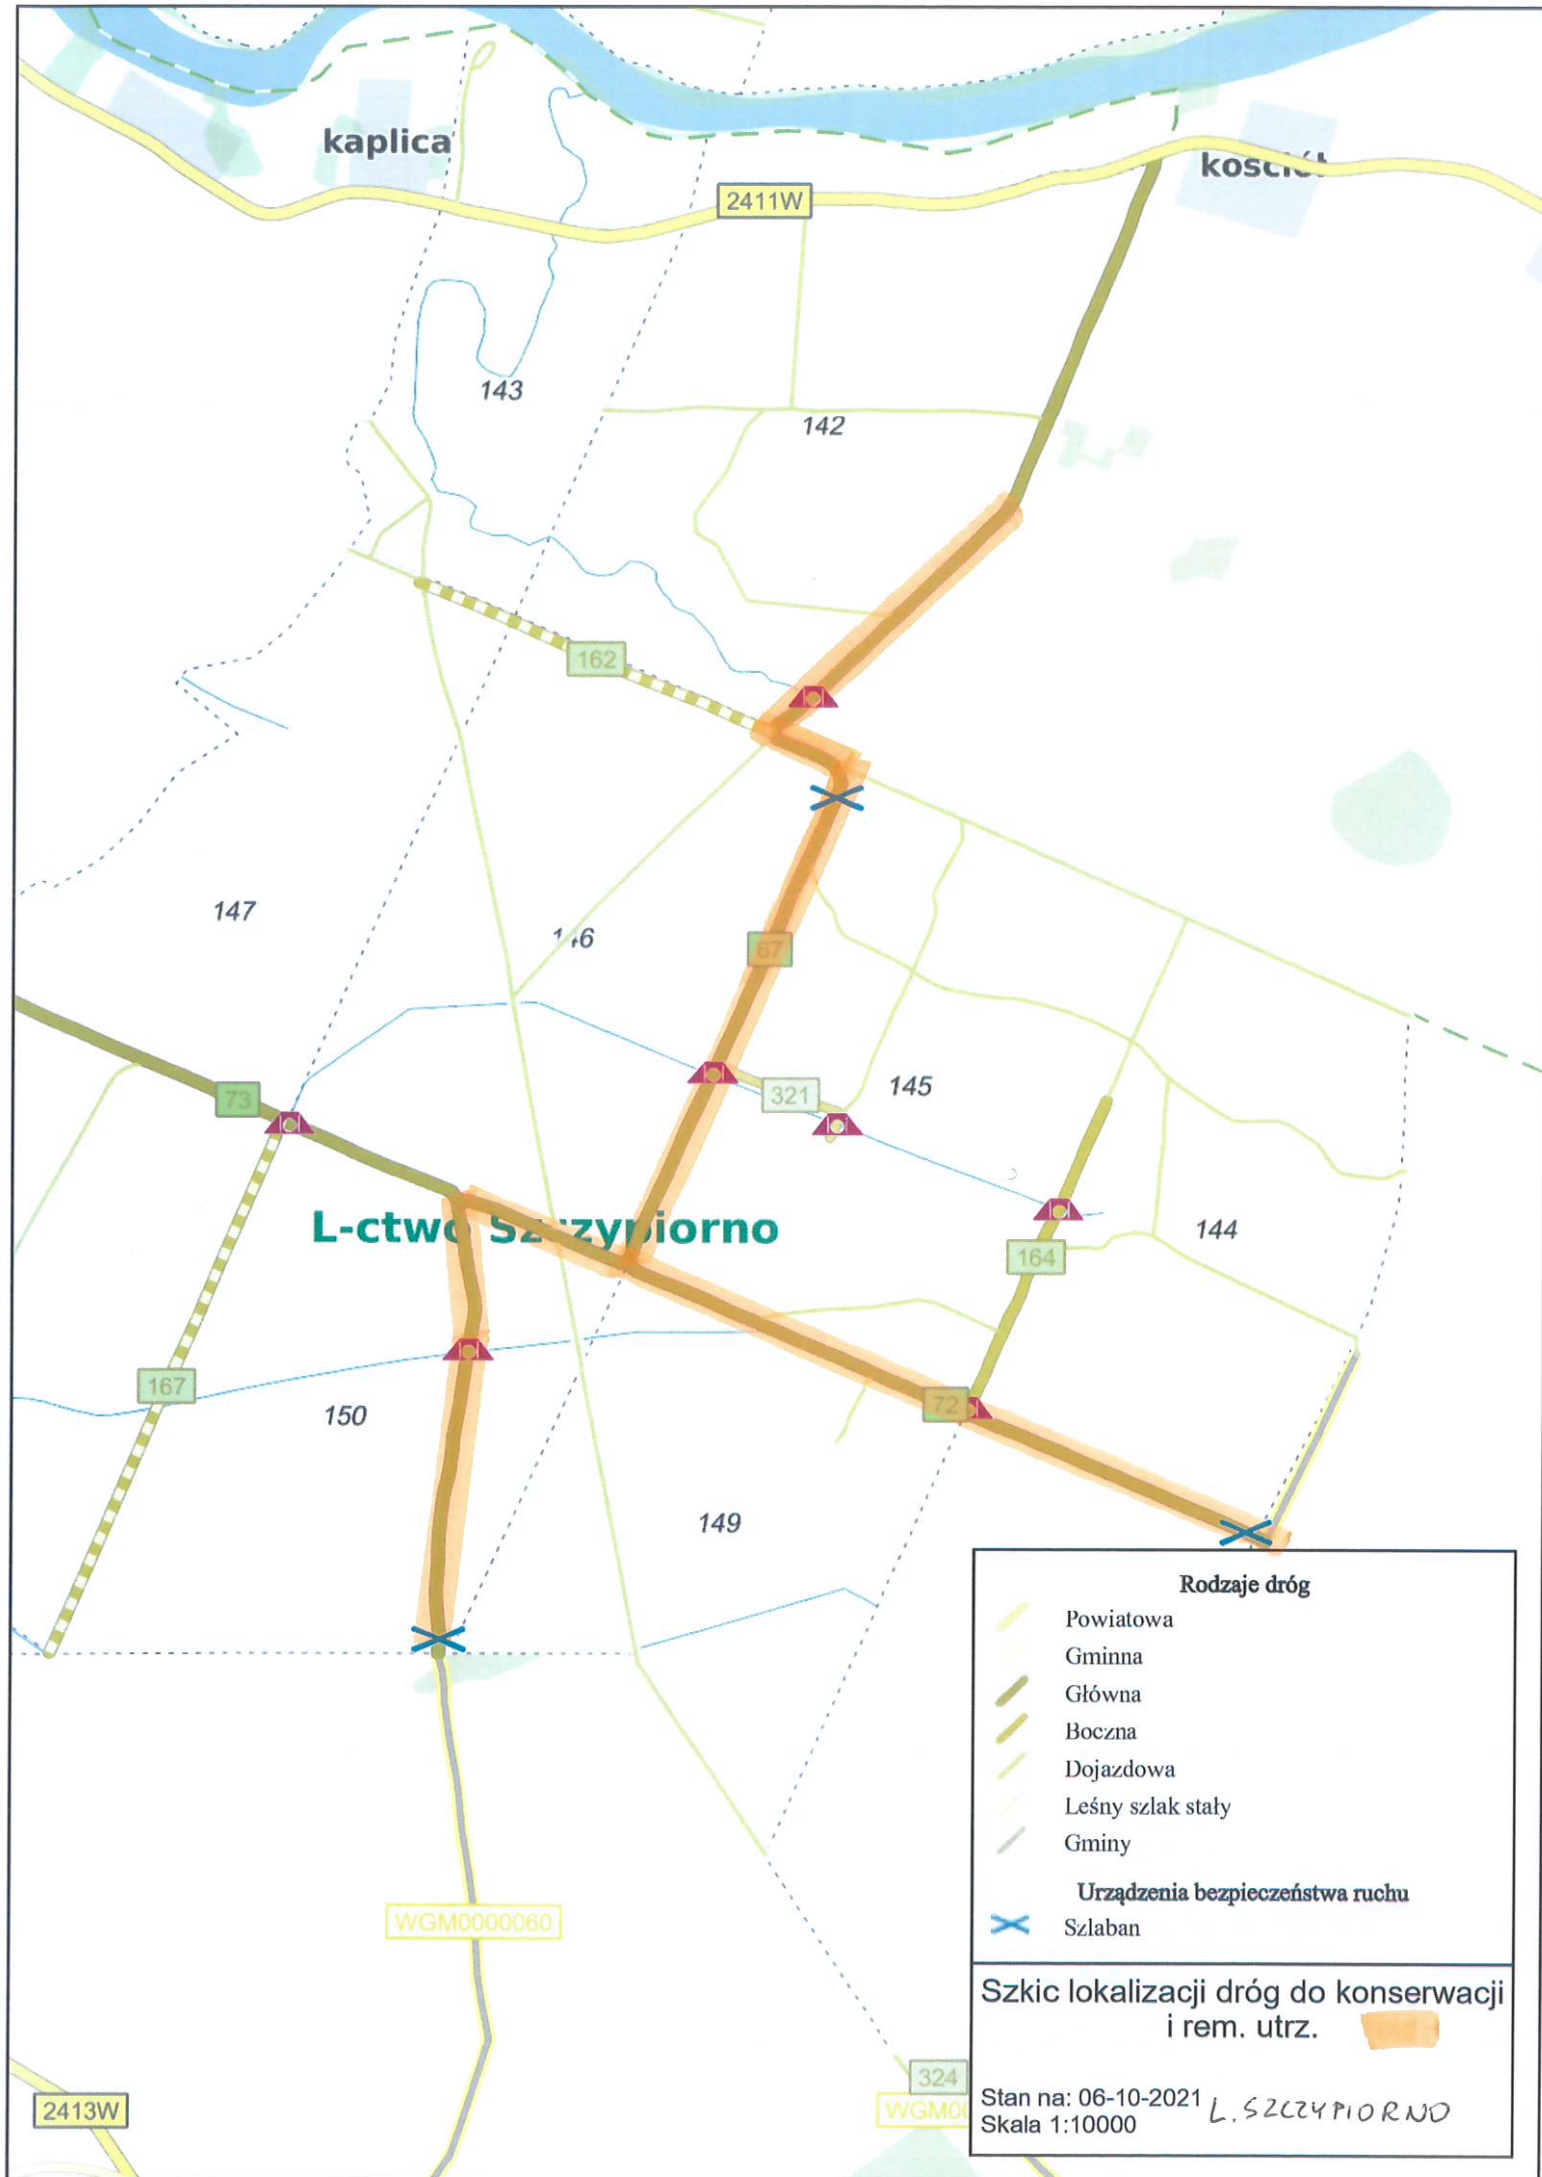 kaplica
2411W
143
142
162
147
67
73
321
145
L-ctwo Szczypiorno
144
164
167
150
72
149
WGM0000060
2413W
324
Rodzaje dróg
Powiatowa
Gminna
Główna
Boczna
Dojazdowa
Leśny szlak stały
Gminy
Urządzenia bezpieczeństwa ruchu
Szlaban
Szkic lokalizacji dróg do konserwacji
i rem. utrz.
Stan na: 06-10-2021
Skala 1:10000
L. SZCZYPIORNO